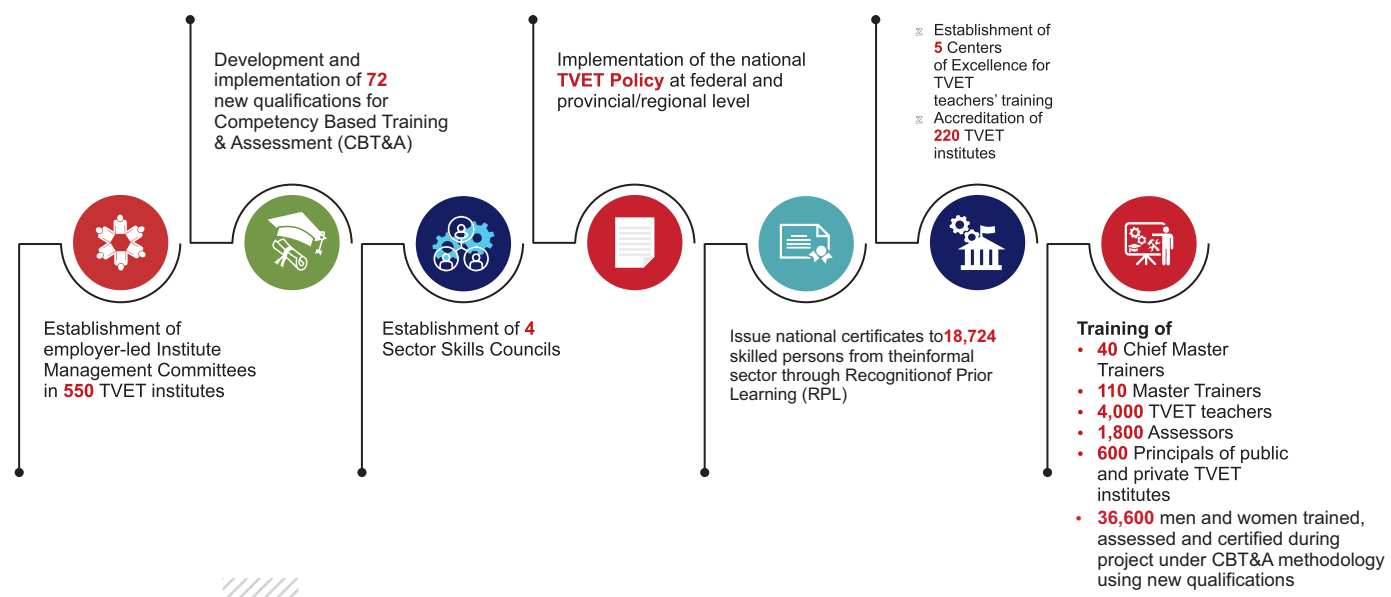 Establishment of
employer-led Institute
Management Committees
in 550 TVET institutes
Development and
implementation of 72
new qualifications for
Competency Based Training
& Assessment (CBT&A)
Establishment of 4
Sector Skills Councils
Implementation of the national
TVET Policy at federal and
provincial/regional level
Issue national certificates to18,724
skilled persons from theinformal
sector through Recognitionof Prior
Learning (RPL)
Establishment of
5 Centers
of Excellence for
TVET
teachers’ training
Accreditation of
220 TVET
institutes
Training of
• 40 Chief Master
Trainers
• 110 Master Trainers
• 4,000 TVET teachers
• 1,800 Assessors
• 600 Principals of public
and private TVET
institutes
• 36,600 men and women trained,
assessed and certified during
project under CBT&A methodology
using new qualifications